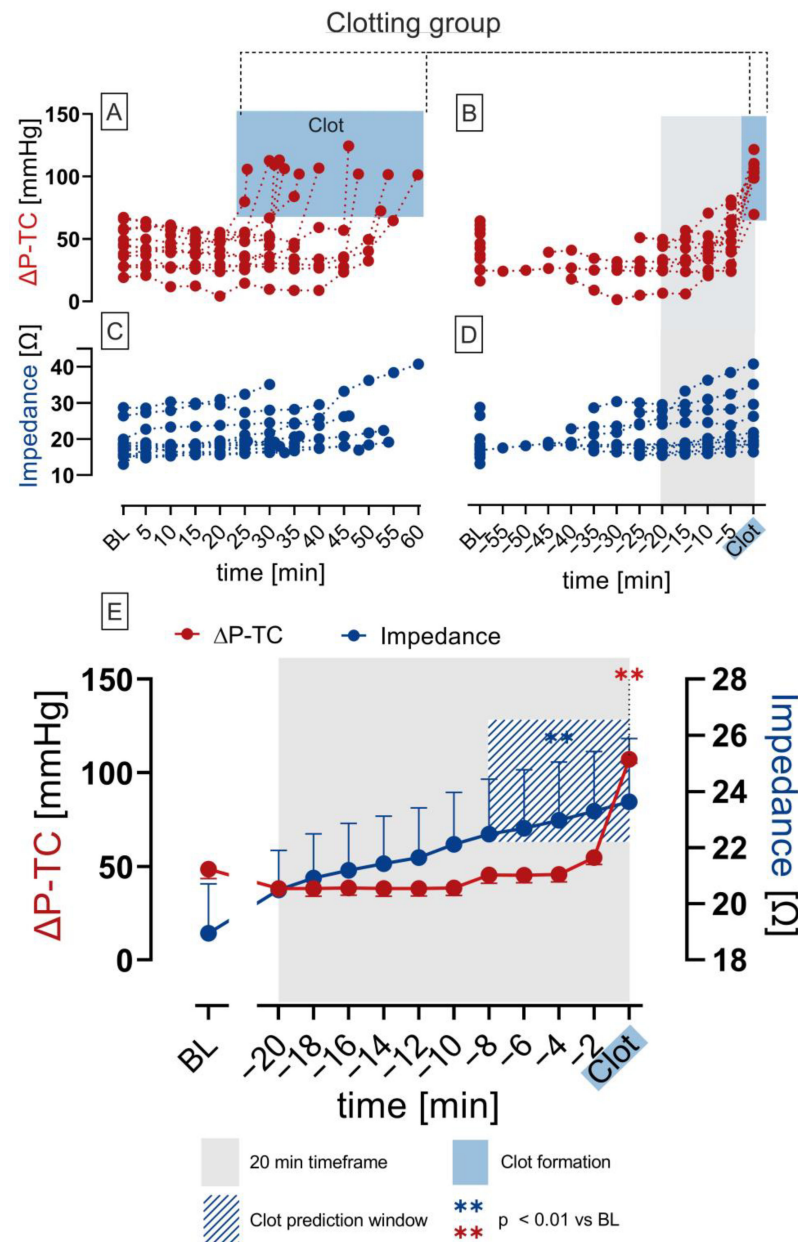 Clotting group
A
B
Clot
ΔP-TC [mmHg]
150
100
50
0
C
D
Impedance [Ω]
40
30
20
10
BL 5 10 15 20 25 30 35 40 45 50 55 60
time [min]
BL −55 −50 −45 −40 −35 −30 −25 −20 −15 −10 −5 Clot
time [min]
E
ΔP-TC Impedance
ΔP-TC [mmHg]
150
100
50
0
**
**
28
26
24
22
20
18
Impedance [Ω]
BL −20 −18 −16 −14 −12 −10 −8 −6 −4 −2 Clot
time [min]
20 min timeframe
Clot formation
Clot prediction window
**
** p < 0.01 vs BL